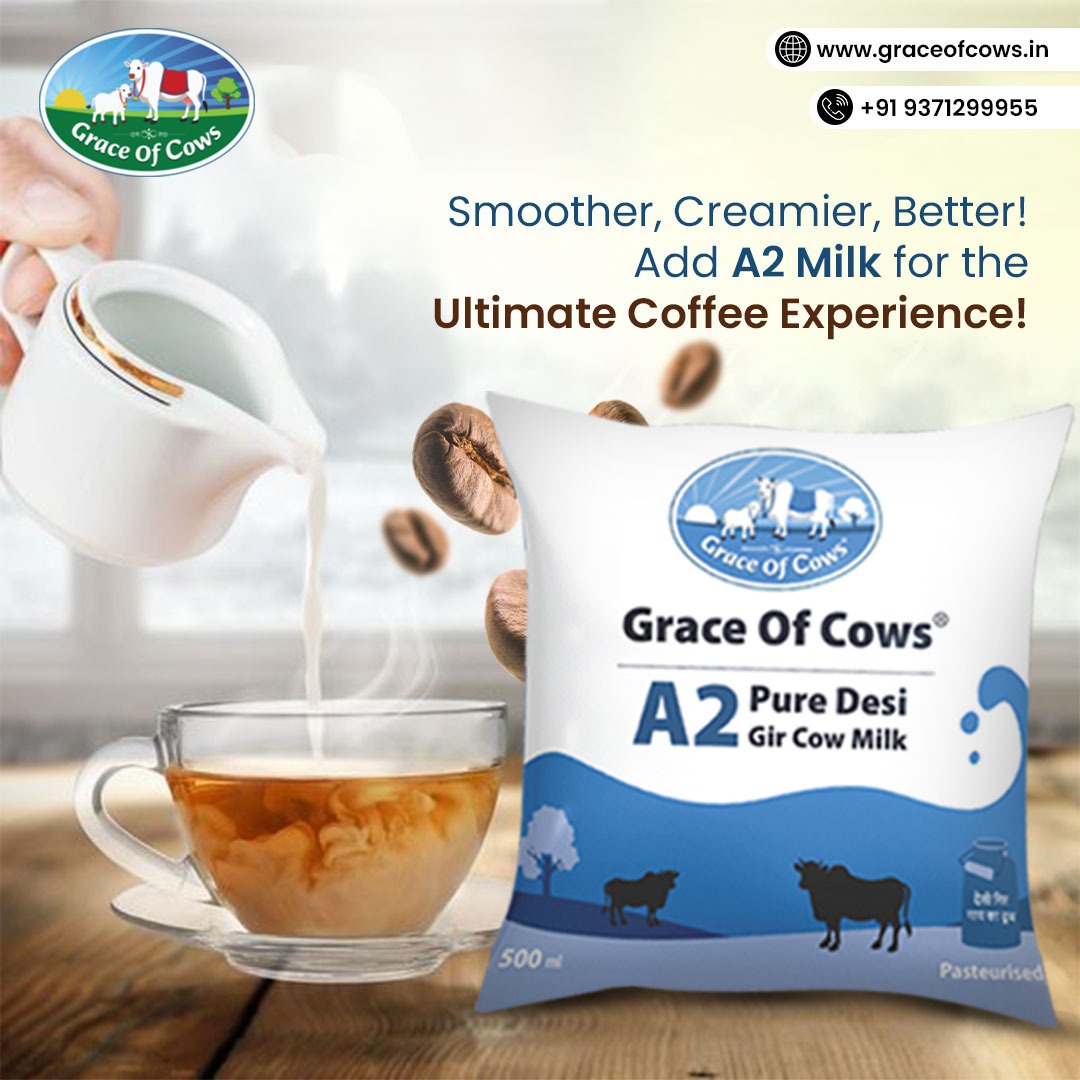 Grace Of Cows
www.graceofcows.in
+91 9371299955
Smoother, Creamier, Better!
Add A2 Milk for the
Ultimate Coffee Experience!
Grace Of Cows
Grace Of Cows®
A2 Pure Desi
Gir Cow Milk
देसी गिर
गाय का दूध
500 ml
Pasteurised